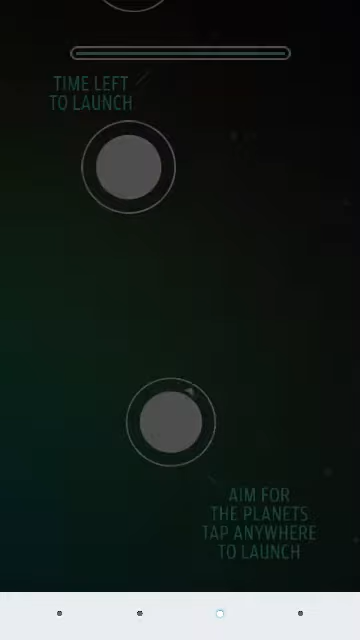 TIME LEFT
TO LAUNCH
AIM FOR
THE PLANETS
TAP ANYWHERE
TO LAUNCH